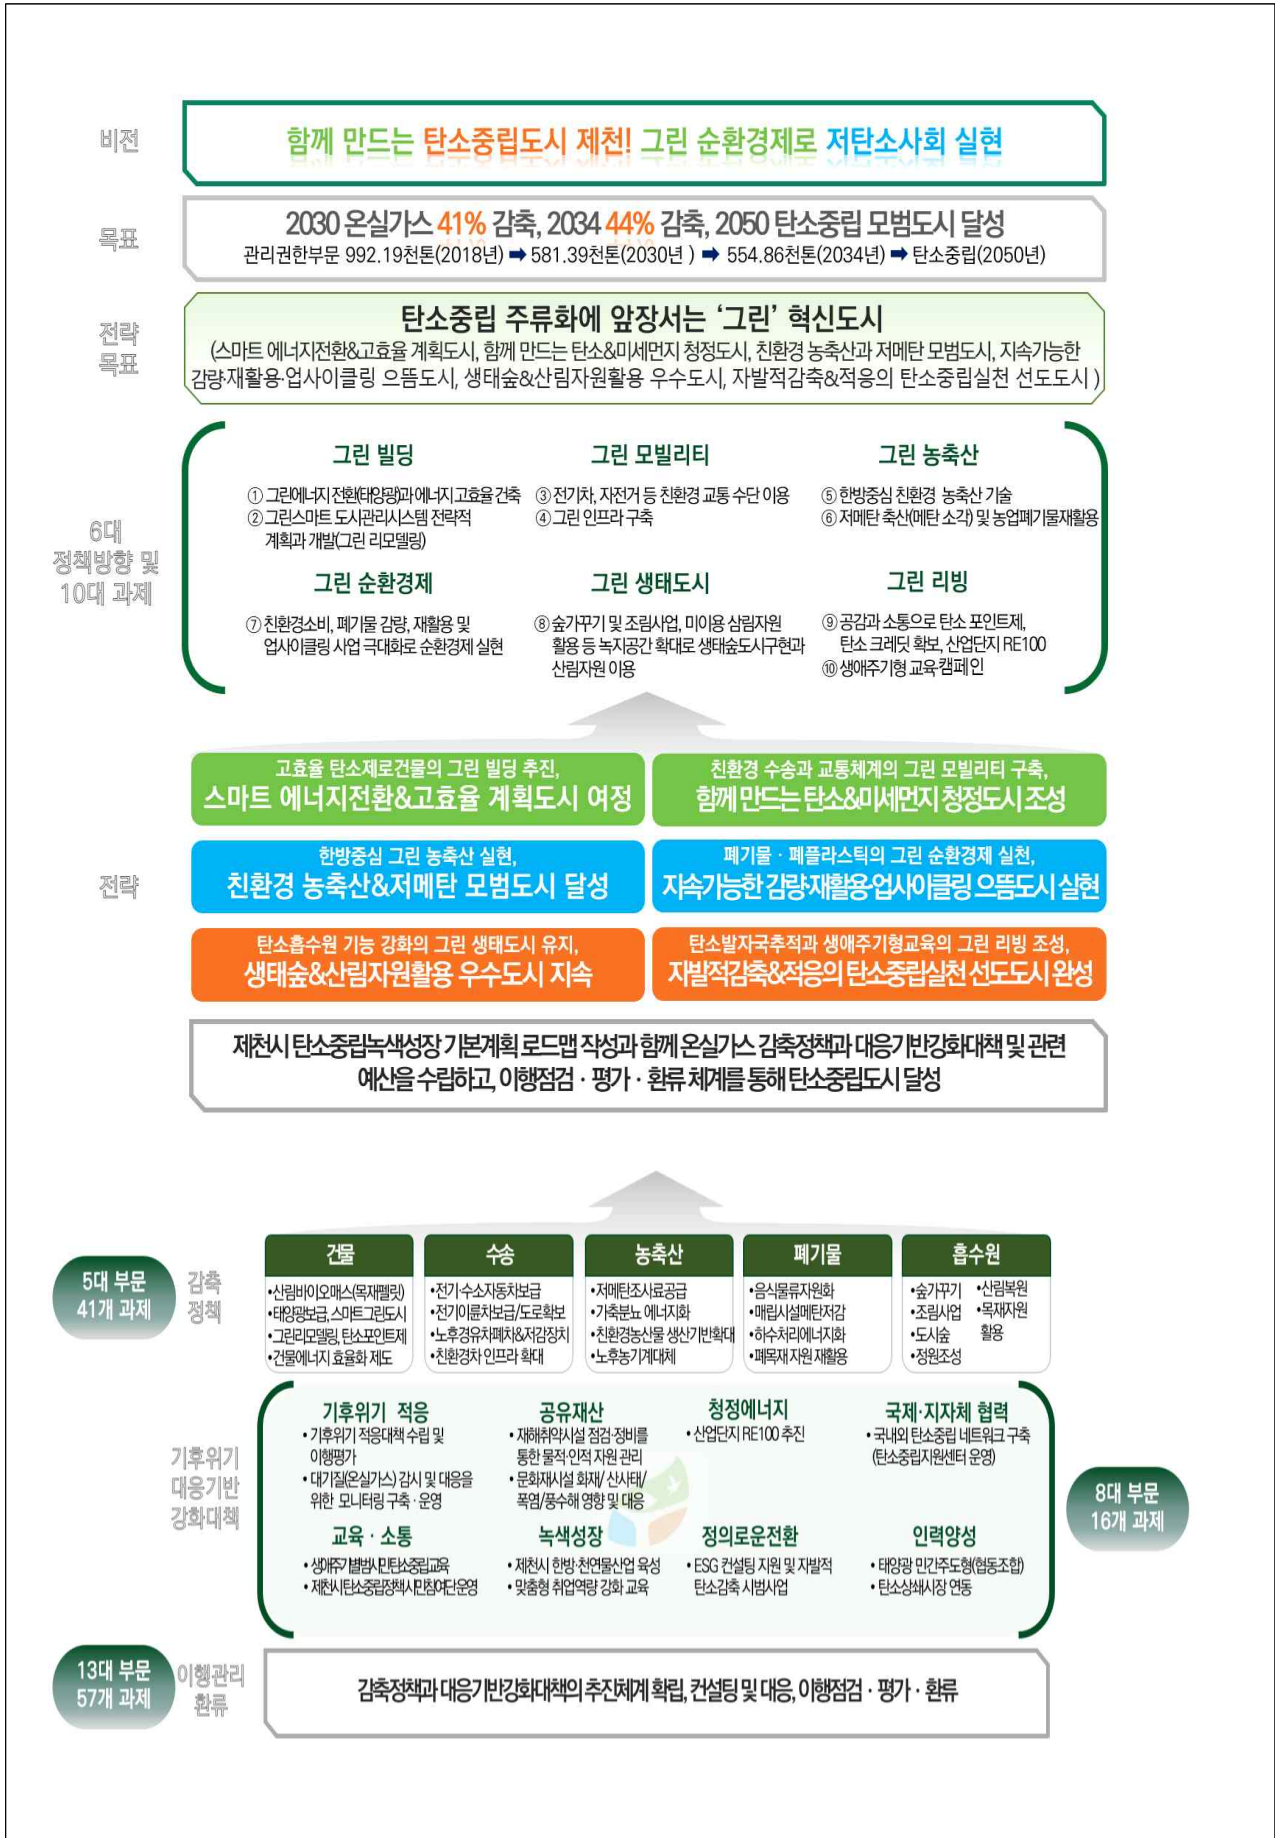 비전
함께 만드는 탄소중립도시 제천! 그린 순환경제로 저탄소사회 실현
목표
2030 온실가스 41% 감축, 2034 44% 감축, 2050 탄소중립 모범도시 달성
관리권한부문 992.19천톤(2018년) ➡ 581.39천톤(2030년 ) ➡ 554.86천톤(2034년) ➡ 탄소중립(2050년)
전략
목표
탄소중립 주류화에 앞장서는 ‘그린’ 혁신도시
(스마트 에너지전환&고효율 계획도시, 함께 만드는 탄소&미세먼지 청정도시, 친환경 농축산과 저메탄 모범도시, 지속가능한
감량·재활용·업사이클링 으뜸도시, 생태숲&산림자원활용 우수도시, 자발적감축&적응의 탄소중립실천 선도도시 )
6대
정책방향 및
10대 과제
그린 빌딩
① 그린에너지 전환(태양광)과 에너지 고효율 건축
② 그린스마트 도시관리시스템 전략적
계획과 개발(그린 리모델링)
그린 모빌리티
③ 전기차, 자전거 등 친환경 교통 수단 이용
④ 그린 인프라 구축
그린 농축산
⑤ 한방중심 친환경 농축산 기술
⑥ 저메탄 축산(메탄 소각) 및 농업폐기물재활용
그린 순환경제
⑦ 친환경소비, 폐기물 감량, 재활용 및
업사이클링 사업 극대화로 순환경제 실현
그린 생태도시
⑧ 숲가꾸기 및 조림사업, 미이용 삼림자원
활용 등 녹지공간 확대로 생태숲도시구현과
산림자원 이용
그린 리빙
⑨ 공감과 소통으로 탄소 포인트제,
탄소 크레딧 확보, 산업단지 RE100
⑩ 생애주기형 교육·캠페인
전략
고효율 탄소제로건물의 그린 빌딩 추진,
스마트 에너지전환&고효율 계획도시 여정
친환경 수송과 교통체계의 그린 모빌리티 구축,
함께 만드는 탄소&미세먼지 청정도시 조성
한방중심 그린 농축산 실현,
친환경 농축산&저메탄 모범도시 달성
폐기물 · 폐플라스틱의 그린 순환경제 실천,
지속가능한 감량·재활용·업사이클링 으뜸도시 실현
탄소흡수원 기능 강화의 그린 생태도시 유지,
생태숲&산림자원활용 우수도시 지속
탄소발자국추적과 생애주기형교육의 그린 리빙 조성,
자발적감축&적응의 탄소중립실천 선도도시 완성
제천시 탄소중립녹색성장 기본계획 로드맵 작성과 함께 온실가스 감축정책과 대응기반강화대책 및 관련
예산을 수립하고, 이행점검 · 평가 · 환류 체계를 통해 탄소중립도시 달성
5대 부문
41개 과제
감축
정책
건물
•산림바이오매스(목재펠릿)
•태양광보급, 스마트그린도시
•그린리모델링, 탄소포인트제
•건물에너지 효율화 제도
수송
•전기·수소자동차보급
•전기이륜차보급/도로확보
•노후경유차폐차&저감장치
•친환경차 인프라 확대
농축산
•저메탄조사료공급
•가축분뇨 에너지화
•친환경농산물 생산기반확대
•노후농기계대체
폐기물
•음식물류자원화
•매립시설메탄저감
•하수처리에너지화
•폐목재 자원 재활용
흡수원
•숲가꾸기
•조림사업
•도시숲
•정원조성
•산림복원
•목재자원
활용
기후위기
대응기반
강화대책
기후위기 적응
• 기후위기 적응대책 수립 및
이행평가
• 대기질(온실가스) 감시 및 대응을
위한 모니터링 구축 · 운영
공유재산
• 재해취약시설 점검·정비를
통한 물적·인적 자원 관리
• 문화재시설 화재/ 산사태/
폭염/풍수해 영향 및 대응
청정에너지
• 산업단지 RE100 추진
국제·지자체 협력
• 국내외 탄소중립 네트워크 구축
(탄소중립지원센터 운영)
8대 부문
16개 과제
교육 · 소통
• 생애주기별범시민탄소중립교육
• 제천시탄소중립정책시민참여단운영
녹색성장
• 제천시 한방·천연물산업 육성
• 맞춤형 취업역량 강화 교육
정의로운전환
• ESG 컨설팅 지원 및 자발적
탄소감축 시범사업
인력양성
• 태양광 민간주도형(협동조합)
• 탄소상쇄시장 연동
13대 부문
57개 과제
이행관리
환류
감축정책과 대응기반강화대책의 추진체계 확립, 컨설팅 및 대응, 이행점검 · 평가 · 환류